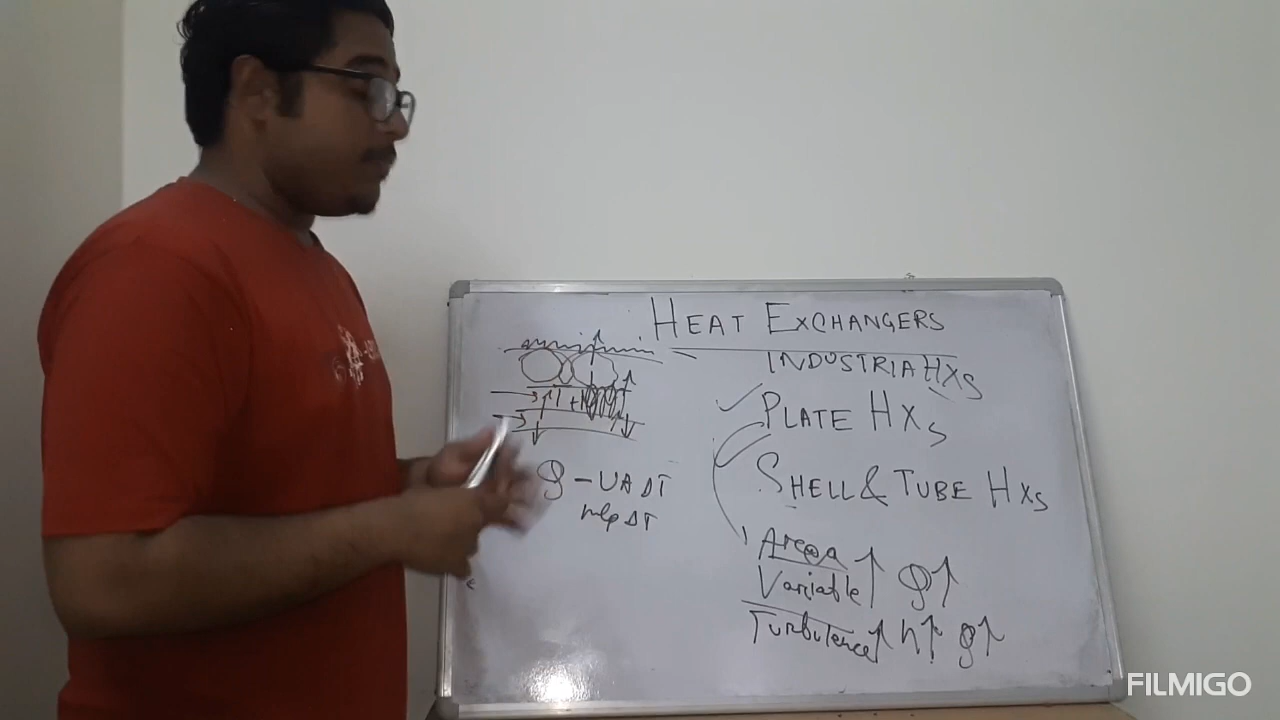 HEAT EXCHANGERS
INDUSTRIAL HXS
PLATE HXS
SHELL & TUBE HXS
Q - UA ΔT
mCp ΔT
Area ↑
Variable Q↑
Turbulence↑ η↑ Q↑
FILMIGO